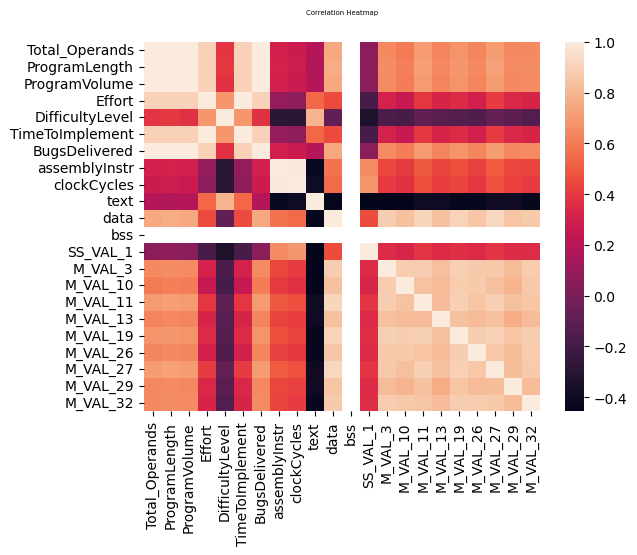 Correlation Heatmap
Total_Operands
ProgramLength
ProgramVolume
Effort
DifficultyLevel
TimeToImplement
BugsDelivered
assemblyInstr
clockCycles
text
data
bss
SS_VAL_1
M_VAL_3
M_VAL_10
M_VAL_11
M_VAL_13
M_VAL_19
M_VAL_26
M_VAL_27
M_VAL_29
M_VAL_32
Total_Operands
ProgramLength
ProgramVolume
Effort
DifficultyLevel
TimeToImplement
BugsDelivered
assemblyInstr
clockCycles
text
data
bss
SS_VAL_1
M_VAL_3
M_VAL_10
M_VAL_11
M_VAL_13
M_VAL_19
M_VAL_26
M_VAL_27
M_VAL_29
M_VAL_32
1.0
0.8
0.6
0.4
0.2
0.0
−0.2
−0.4